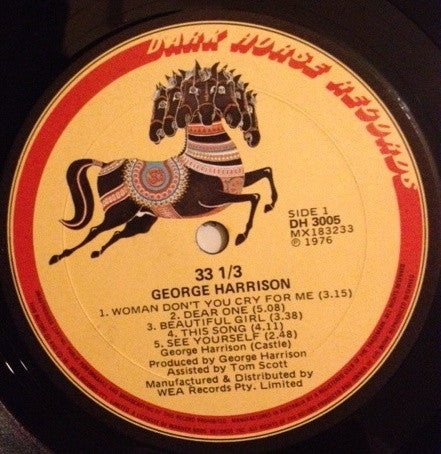 DARK HORSE RECORDS
SIDE 1
DH 3005
MX183233
℗ 1976
33 1/3
GEORGE HARRISON
1. WOMAN DON'T YOU CRY FOR ME (3.15)
2. DEAR ONE (5.08)
3. BEAUTIFUL GIRL (3.38)
4. THIS SONG (4.11)
5. SEE YOURSELF (2.48)
George Harrison (Castle)
Produced by George Harrison
Assisted by Tom Scott
Manufactured & Distributed by
WEA Records Pty. Limited